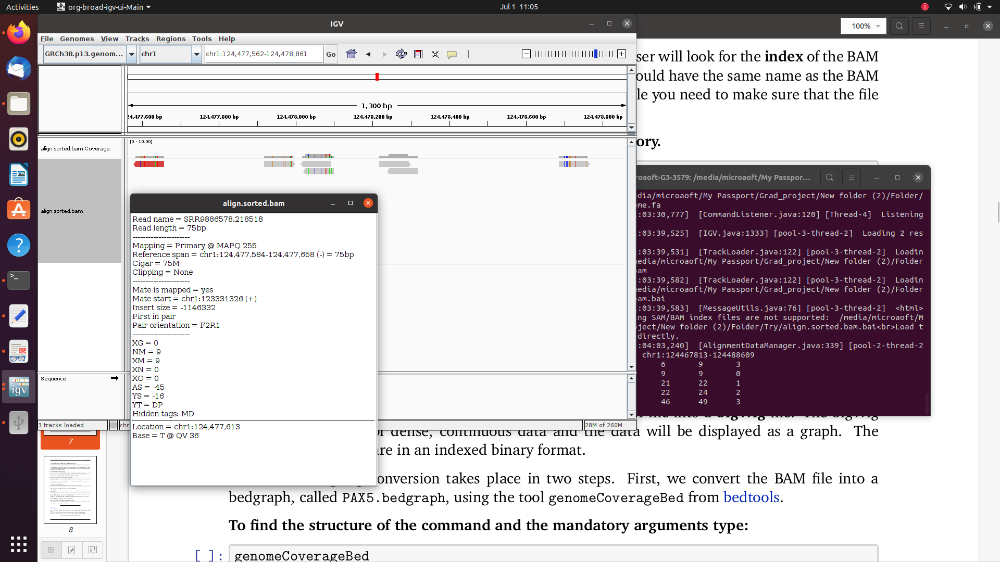 Activities
org-broad-igv-ui-Main
Jul 1 11:05
IGV
File Genomes View Tracks Regions Tools Help
GRCh38.p13.genom...
chr1
chr1:124,477,562-124,478,861
Go
1,300 bp
24,477,600 bp 124,477,800 bp 124,478,000 bp 124,478,200 bp 124,478,400 bp 124,478,600 bp 124,478,800 bp
[0 - 10.00]
align.sorted.bam Coverage
align.sorted.bam
Sequence
3 tracks loaded
chr
28M of 260M
align.sorted.bam
Read name = SRR9886578.218518
Read length = 75bp
----------------------
Mapping = Primary @ MAPQ 255
Reference span = chr1:124,477,584-124,477,658 (-) = 75bp
Cigar = 75M
Clipping = None
----------------------
Mate is mapped = yes
Mate start = chr1:123331326 (+)
Insert size = -1146332
First in pair
Pair orientation = F2R1
----------------------
XG = 0
NM = 9
XM = 9
XN = 0
XO = 0
AS = -45
YS = -16
YT = DP
Hidden tags: MD
Location = chr1:124,477,613
Base = T @ QV 36
100%
ser will look for the index of the BAM
ould have the same name as the BAM
le you need to make sure that the file
ory.
roaoft-G3-3579: /media/microaoft/My Passpor...
edia/microaoft/My Passport/Grad_project/New folder (2)/Folder/
me.fa
:03:30,777] [CommandListener.java:120] [Thread-4] Listening
:03:39,525] [IGV.java:1333] [pool-3-thread-2] Loading 2 res
:03:39,531] [TrackLoader.java:122] [pool-3-thread-2] Loadin
edia/microaoft/My Passport/Grad_project/New folder (2)/Folder
am
:03:39,582] [TrackLoader.java:122] [pool-3-thread-2] Loadin
edia/microaoft/My Passport/Grad_project/New folder (2)/Folder
am.bai
:03:39,583] [MessageUtils.java:76] [pool-3-thread-2] <html>
ng SAM/BAM index files are not supported: /media/microaoft/M
ject/New folder (2)/Folder/Try/align.sorted.bam.bai<br>Load t
directly.
:04:03,240] [AlignmentDataManager.java:339] [pool-2-thread-2
chr1:124467813-124488609
6 9 3
9 9 0
21 22 1
22 24 2
46 49 3
of dense, continuous data and the data will be displayed as a graph. The
re in an indexed binary format.
onversion takes place in two steps. First, we convert the BAM file into a
bedgraph, called PAX5.bedgraph, using the tool genomeCoverageBed from bedtools.
To find the structure of the command and the mandatory arguments type:
[ ]: genomeCoverageBed
7
8
igv